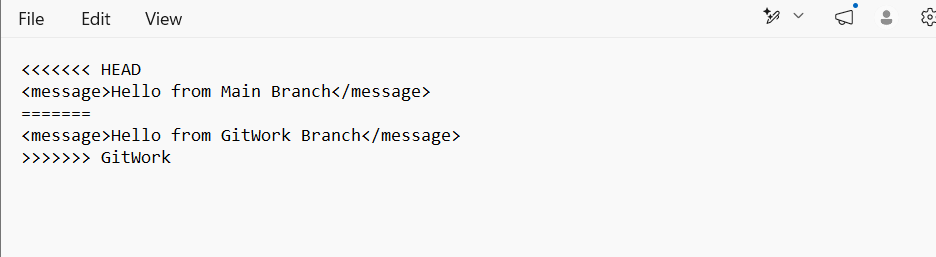 File Edit View
<<<<<<< HEAD
<message>Hello from Main Branch</message>
=======
<message>Hello from GitWork Branch</message>
>>>>>>> GitWork